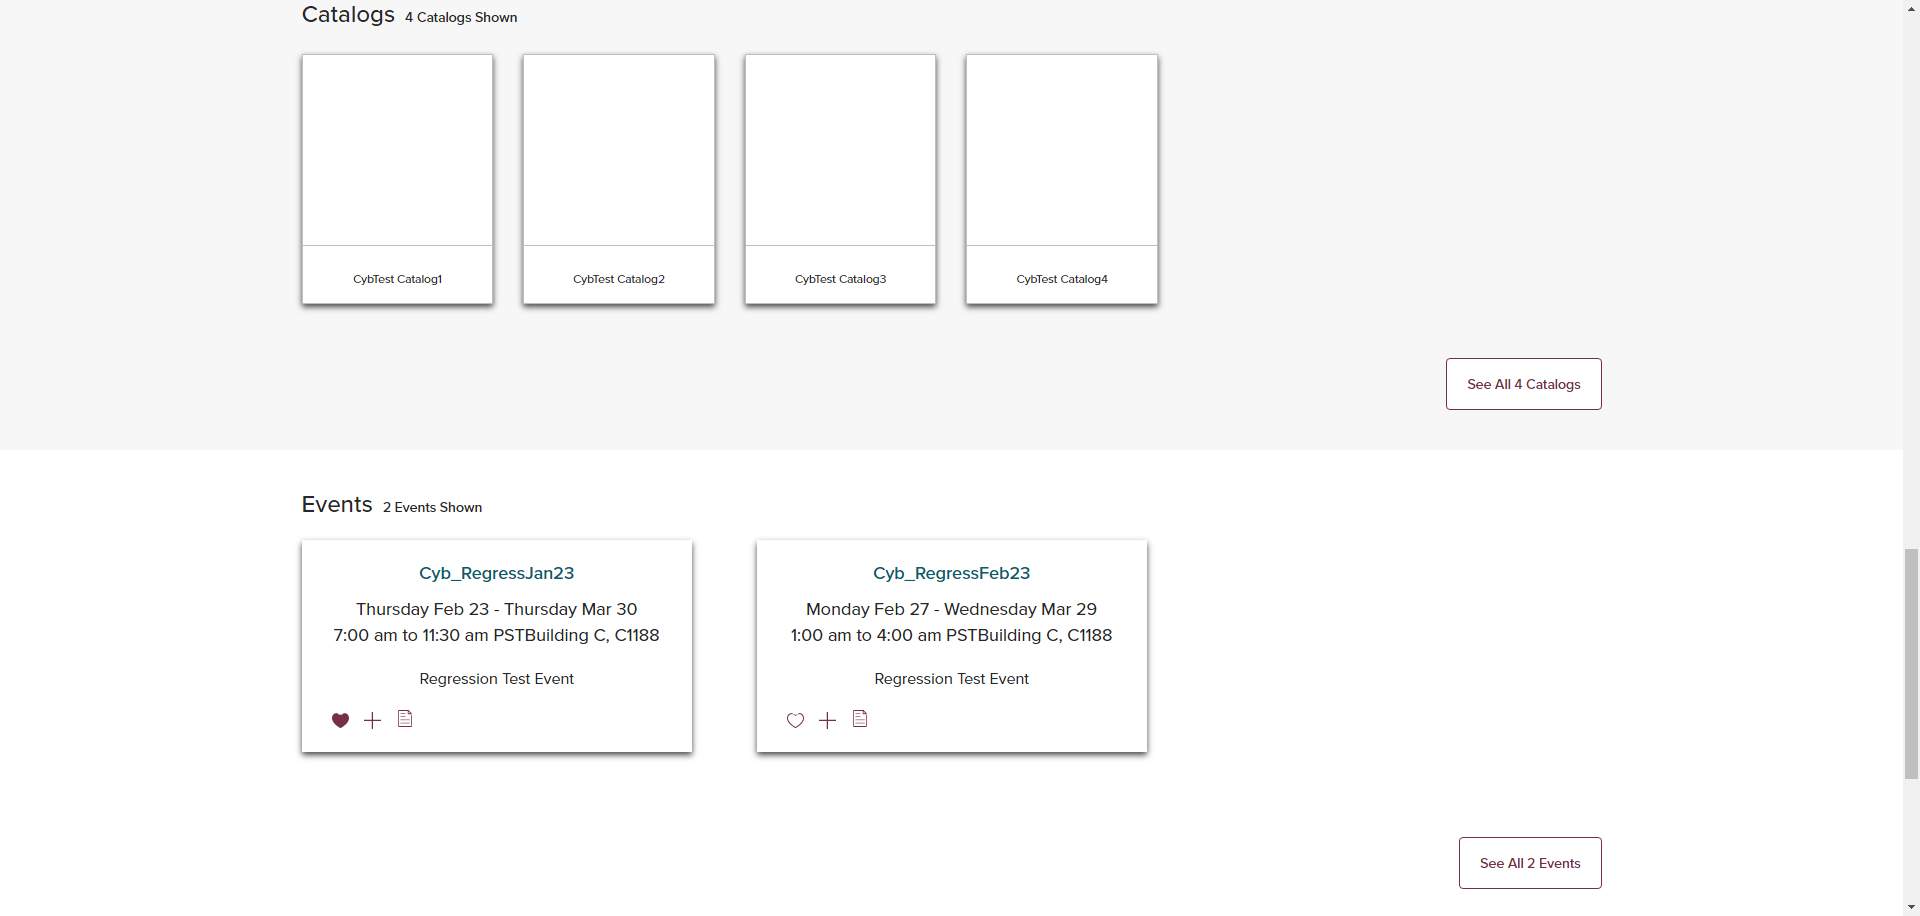 Catalogs 4 Catalogs Shown
CybTest Catalog1
CybTest Catalog2
CybTest Catalog3
CybTest Catalog4
See All 4 Catalogs
Events 2 Events Shown
Cyb_RegressJan23
Thursday Feb 23 - Thursday Mar 30
7:00 am to 11:30 am PSTBuilding C, C1188
Regression Test Event
Cyb_RegressFeb23
Monday Feb 27 - Wednesday Mar 29
1:00 am to 4:00 am PSTBuilding C, C1188
Regression Test Event
See All 2 Events